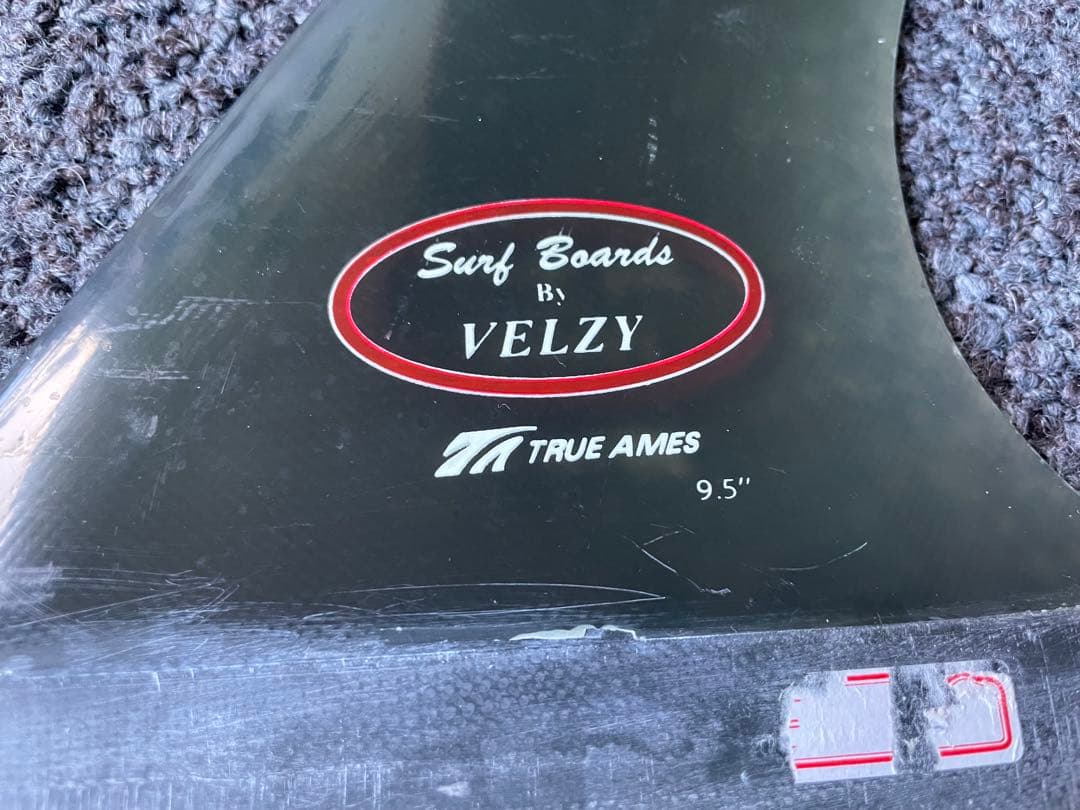 Surf Boards
By
VELZY
TRUE AMES
9.5"